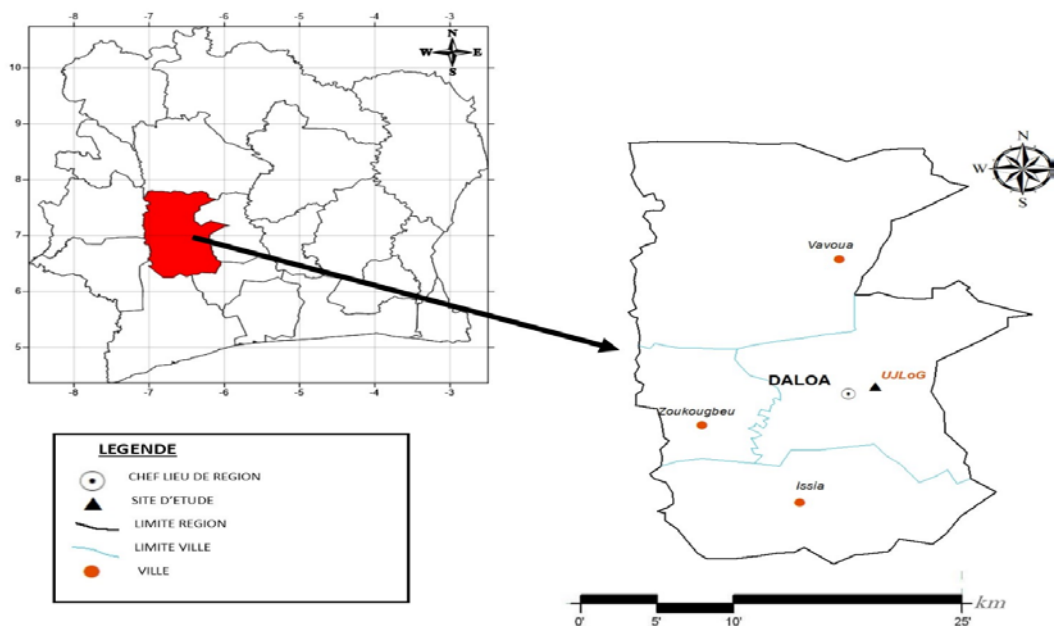 -8 -7 -6 -5 -4 -3
N
W E
S
10
9
8
7
6
5
-8 -7 -6 -5 -4 -3
N
W
S
Vavoua
DALOA
UJLoG
Zoukougbeu
Issia
LEGENDE
CHEF LIEU DE REGION
SITE D'ETUDE
LIMITE REGION
LIMITE VILLE
VILLE
km
0' 5' 10' 25'